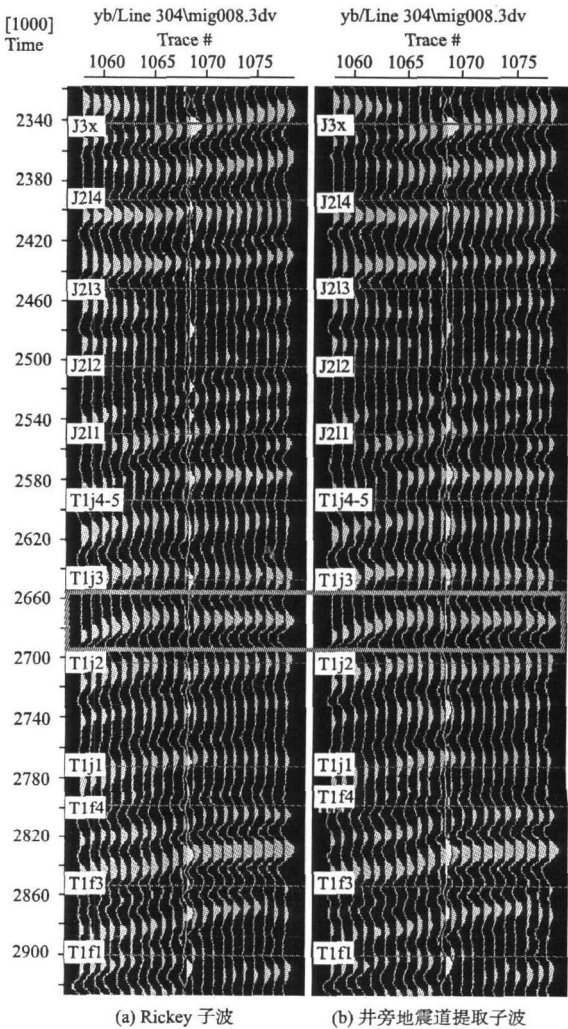 yb/Line 304\mig008.3dv yb/Line 304\mig008.3dv
[1000]
Time
Trace # Trace #
1060 1065 1070 1075 1060 1065 1070 1075
2340
J3x J3x
2380
J2l4 J2l4
2420
2460
J2l3 J2l3
2500
J2l2 J2l2
2540
J2l1 J2l1
2580
T1j4-5 T1j4-5
2620
T1j3 T1j3
2660
2700
T1j2 T1j2
2740
T1j1 T1j1
2780
T1f4 T1f4
2820
2860
T1f3 T1f3
2900
T1f1 T1f1
(a) Rickey 子波 (b) 井旁地震道提取子波